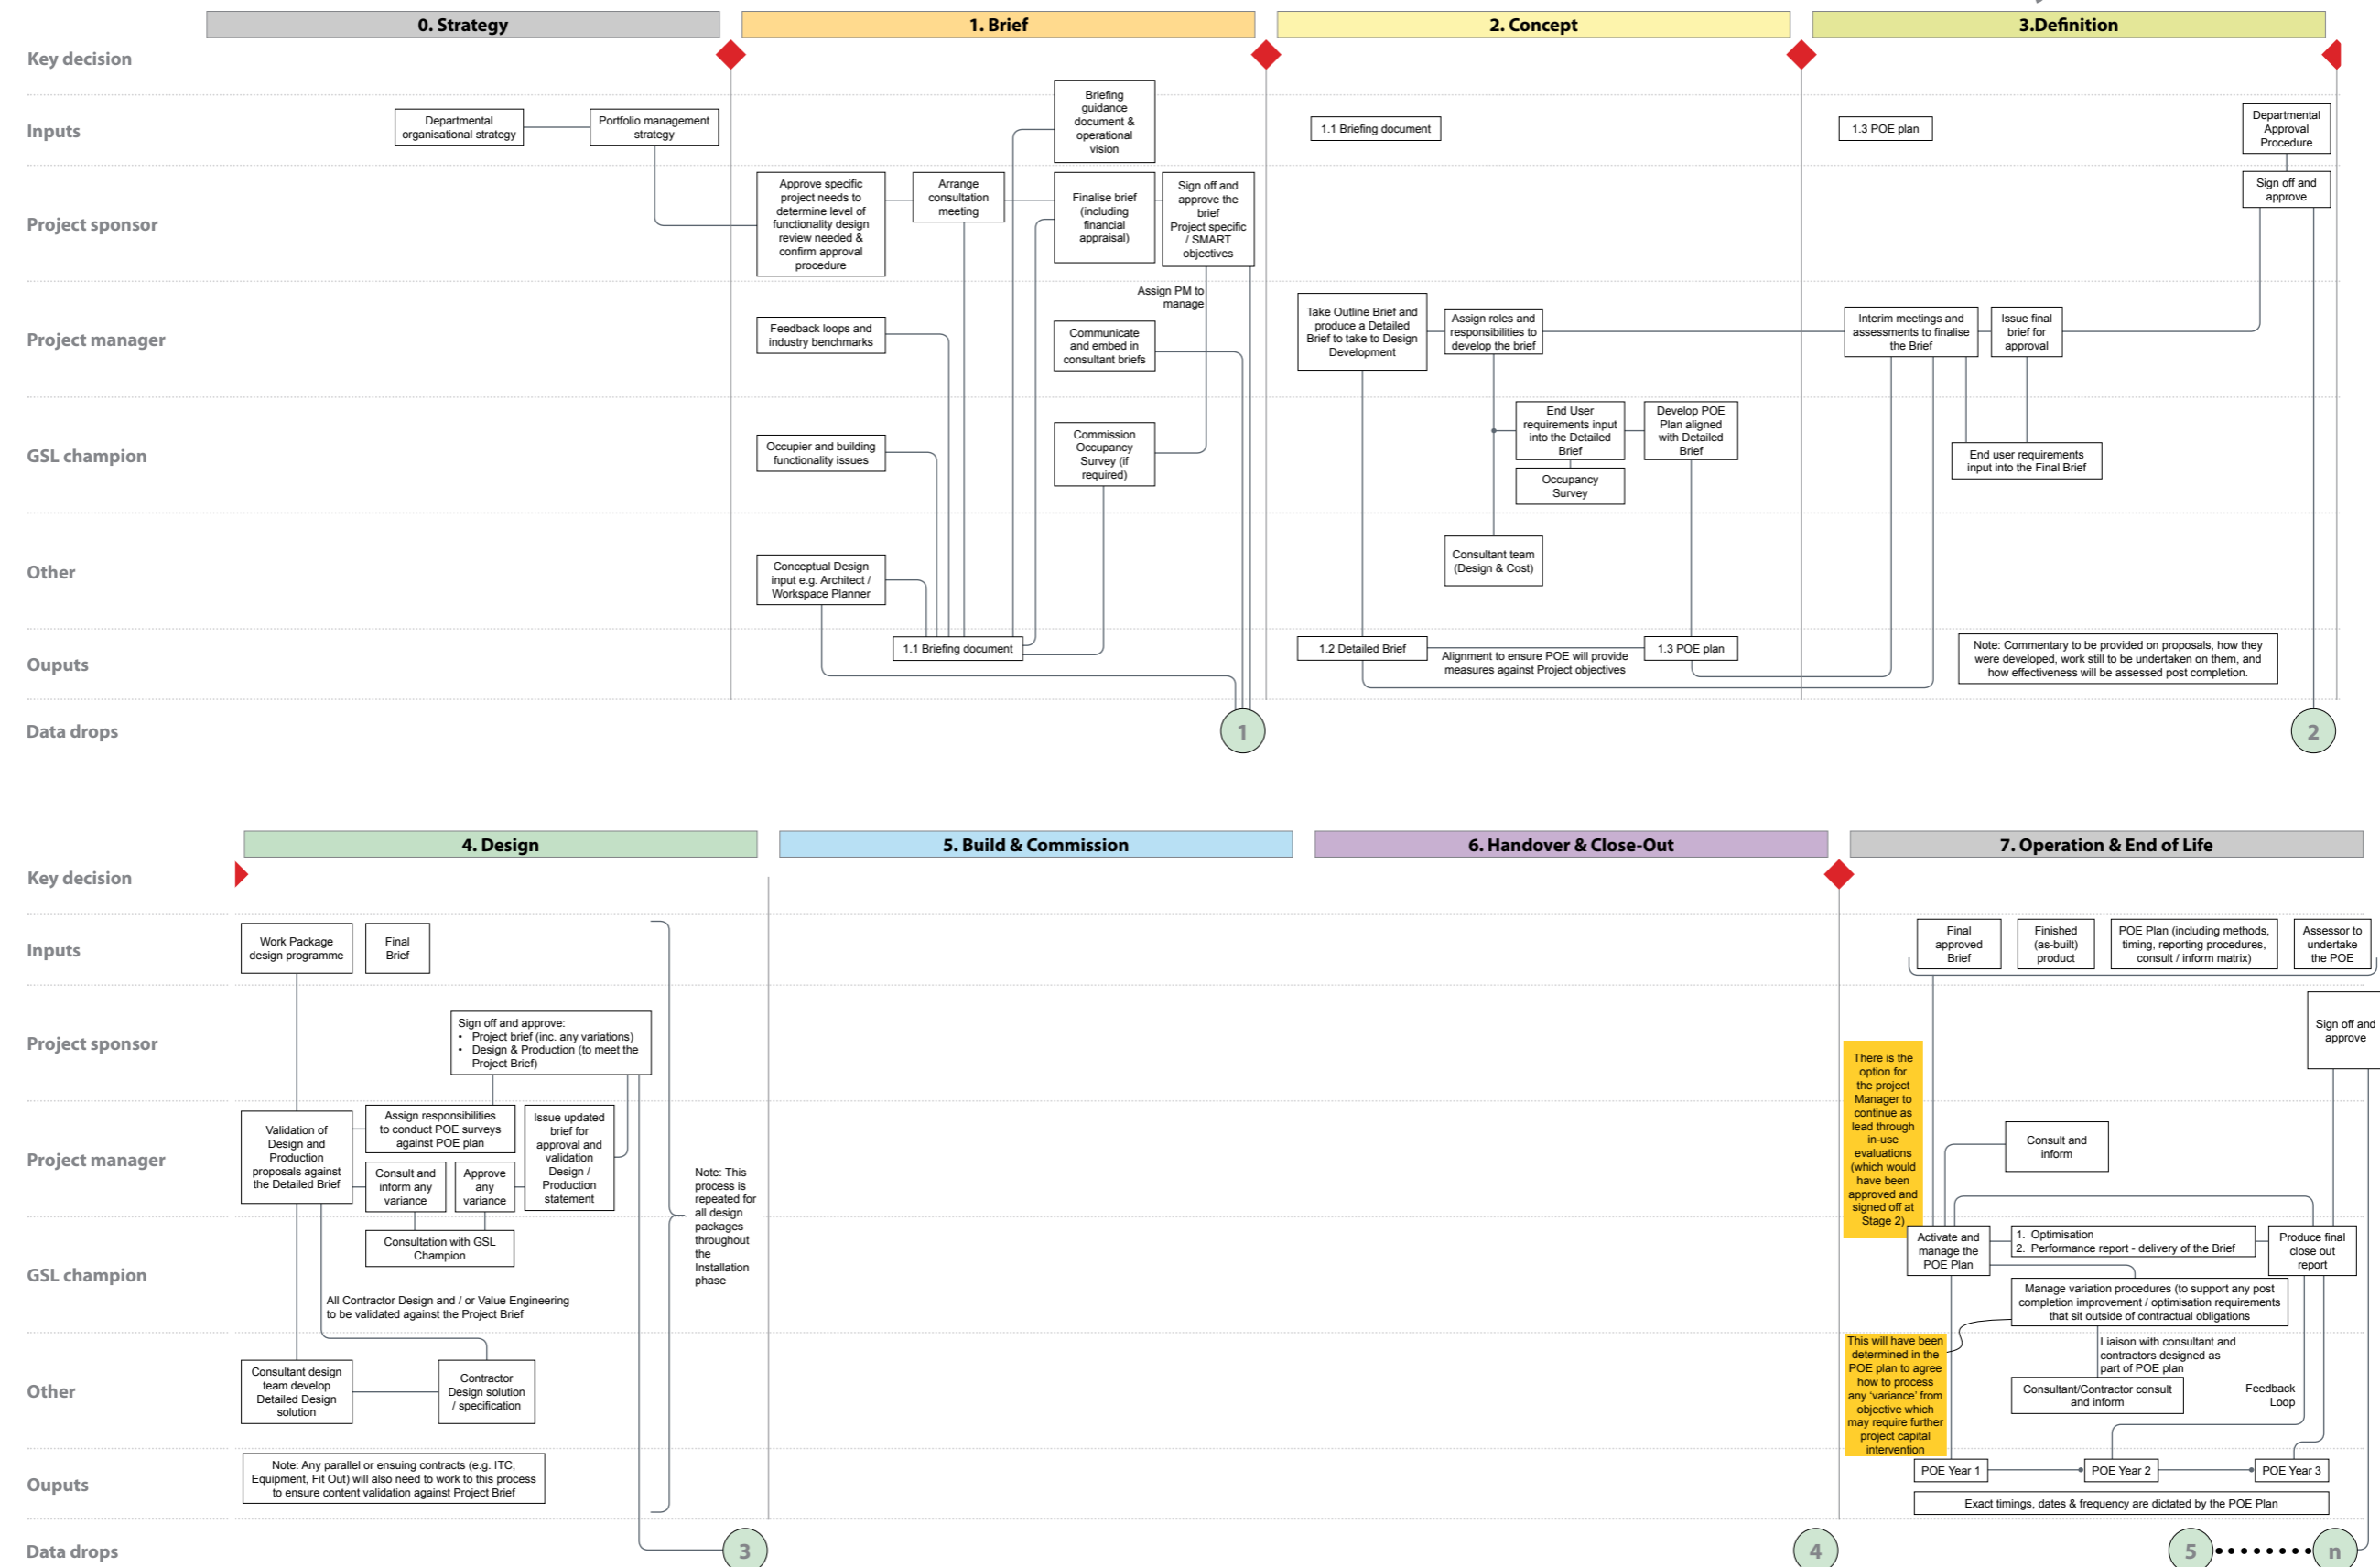 0. Strategy
1. Brief
2. Concept
3.Definition
Key decision
Inputs
Departmental
organisational strategy
Portfolio management
strategy
Briefing
guidance
document &
operational
vision
1.1 Briefing document
1.3 POE plan
Departmental
Approval
Procedure
Project sponsor
Approve specific
project needs to
determine level of
functionality design
review needed &
confirm approval
procedure
Arrange
consultation
meeting
Finalise brief
(including
financial
appraisal)
Sign off and
approve the
brief
Project specific
/ SMART
objectives
Sign off and
approve
Assign PM to
manage
Project manager
Feedback loops and
industry benchmarks
Communicate
and embed in
consultant briefs
Take Outline Brief and
produce a Detailed
Brief to take to Design
Development
Assign roles and
responsibilities to
develop the brief
Interim meetings and
assessments to finalise
the Brief
Issue final
brief for
approval
GSL champion
Occupier and building
functionality issues
Commission
Occupancy
Survey (if
required)
End User
requirements input
into the Detailed
Brief
Occupancy
Survey
Develop POE
Plan aligned
with Detailed
Brief
End user requirements
input into the Final Brief
Other
Conceptual Design
input e.g. Architect /
Workspace Planner
Consultant team
(Design & Cost)
Ouputs
1.1 Briefing document
1.2 Detailed Brief
Alignment to ensure POE will provide
measures against Project objectives
1.3 POE plan
Note: Commentary to be provided on proposals, how they
were developed, work still to be undertaken on them, and
how effectiveness will be assessed post completion.
Data drops
1
2
4. Design
5. Build & Commission
6. Handover & Close-Out
7. Operation & End of Life
Key decision
Inputs
Work Package
design programme
Final
Brief
Final
approved
Brief
Finished
(as-built)
product
POE Plan (including methods,
timing, reporting procedures,
consult / inform matrix)
Assessor to
undertake
the POE
Project sponsor
Sign off and approve:
• Project brief (inc. any variations)
• Design & Production (to meet the
Project Brief)
Sign off and
approve
There is the
option for
the project
Manager to
continue as
lead through
in-use
evaluations
(which would
have been
approved and
signed off at
Stage 2)
Project manager
Validation of
Design and
Production
proposals against
the Detailed Brief
Assign responsibilities
to conduct POE surveys
against POE plan
Consult and
inform any
variance
Approve
any
variance
Issue updated
brief for
approval and
validation
Design /
Production
statement
Note: This
process is
repeated for
all design
packages
throughout
the
Installation
phase
Consult and
inform
GSL champion
Consultation with GSL
Champion
All Contractor Design and / or Value Engineering
to be validated against the Project Brief
Activate and
manage the
POE Plan
1. Optimisation
2. Performance report - delivery of the Brief
Produce final
close out
report
Manage variation procedures (to support any post
completion improvement / optimisation requirements
that sit outside of contractual obligations
Other
Consultant design
team develop
Detailed Design
solution
Contractor
Design solution
/ specification
This will have been
determined in the
POE plan to agree
how to process
any ‘variance’ from
objective which
may require further
project capital
intervention
Liaison with consultant and
contractors designed as
part of POE plan
Consultant/Contractor consult
and inform
Feedback
Loop
Ouputs
Note: Any parallel or ensuing contracts (e.g. ITC,
Equipment, Fit Out) will also need to work to this process
to ensure content validation against Project Brief
POE Year 1
POE Year 2
POE Year 3
Exact timings, dates & frequency are dictated by the POE Plan
Data drops
3
4
5
n